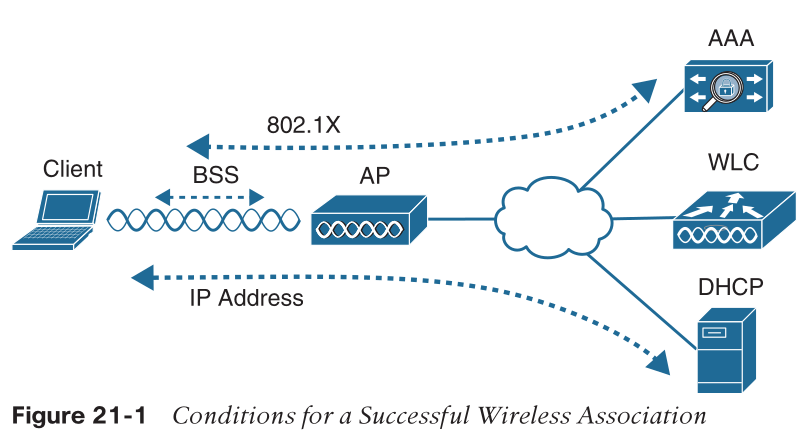 AAA
802.1X
Client
BSS
AP
WLC
IP Address
DHCP
Figure 21-1 Conditions for a Successful Wireless Association